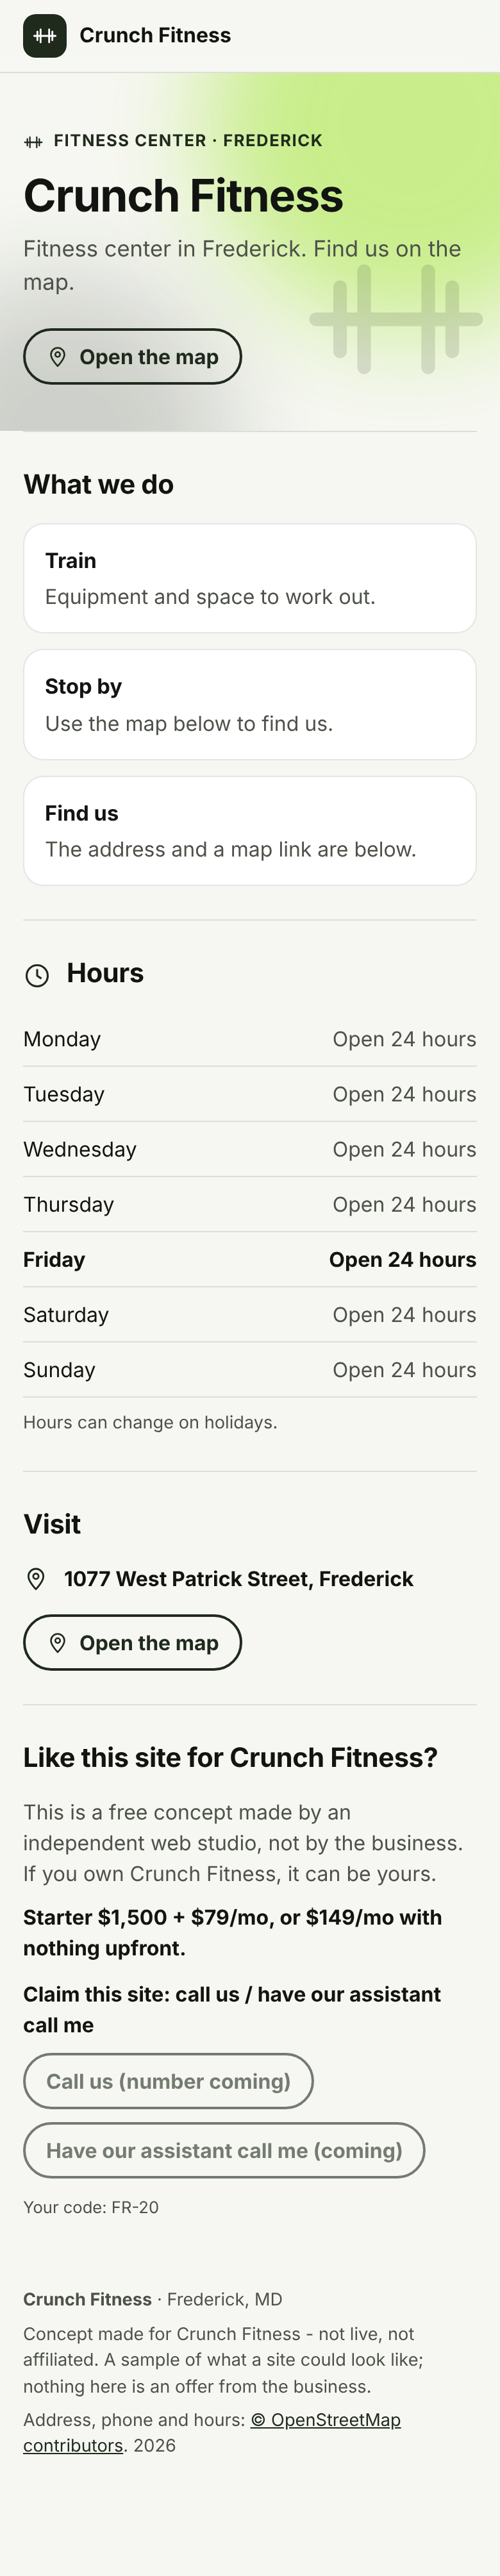 Crunch Fitness
FITNESS CENTER · FREDERICK
Crunch Fitness
Fitness center in Frederick. Find us on the
map.
Open the map
What we do
Train
Equipment and space to work out.
Stop by
Use the map below to find us.
Find us
The address and a map link are below.
Hours
Monday Open 24 hours
Tuesday Open 24 hours
Wednesday Open 24 hours
Thursday Open 24 hours
Friday Open 24 hours
Saturday Open 24 hours
Sunday Open 24 hours
Hours can change on holidays.
Visit
1077 West Patrick Street, Frederick
Open the map
Like this site for Crunch Fitness?
This is a free concept made by an
independent web studio, not by the business.
If you own Crunch Fitness, it can be yours.
Starter $1,500 + $79/mo, or $149/mo with
nothing upfront.
Claim this site: call us / have our assistant
call me
Call us (number coming)
Have our assistant call me (coming)
Your code: FR-20
Crunch Fitness · Frederick, MD
Concept made for Crunch Fitness - not live, not
affiliated. A sample of what a site could look like;
nothing here is an offer from the business.
Address, phone and hours: © OpenStreetMap
contributors. 2026